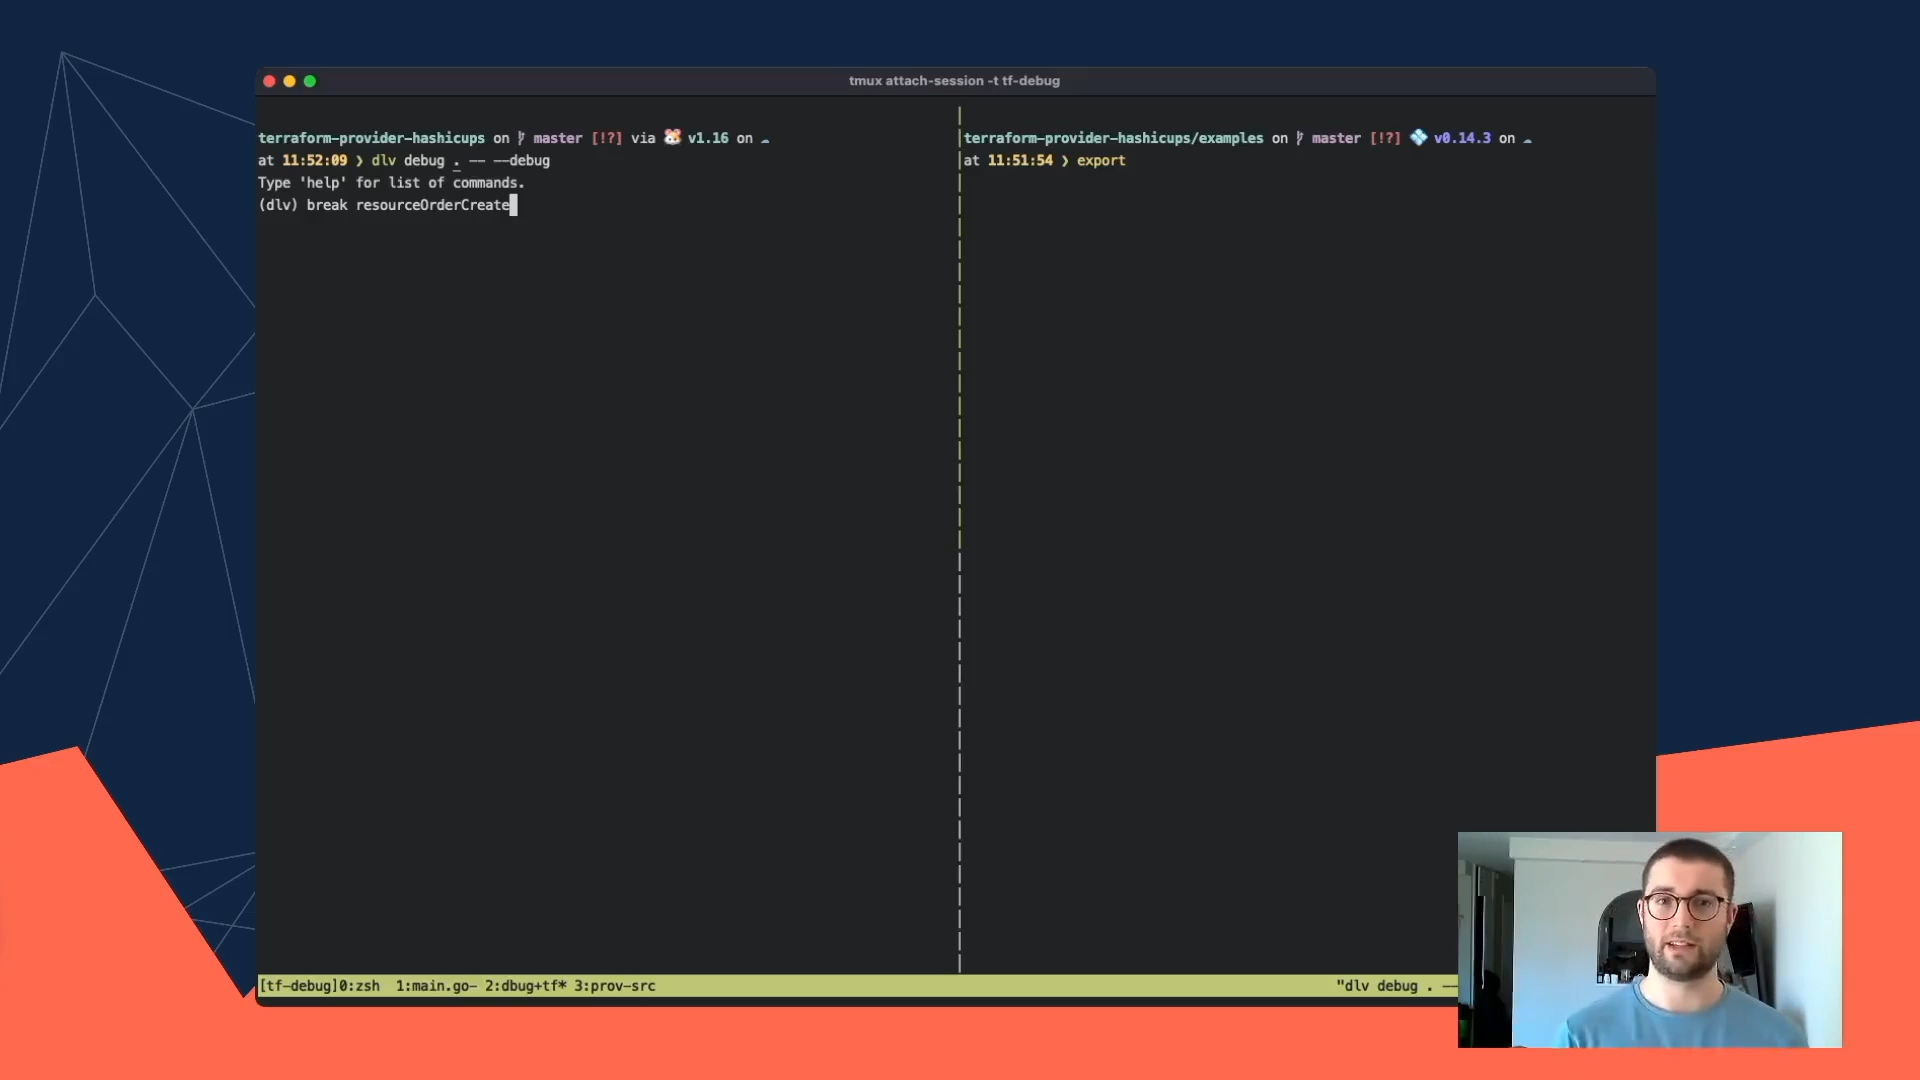 tmux attach-session -t tf-debug
terraform-provider-hashicups on master [!?] via 🐹 v1.16 on
at 11:52:09 ❯ dlv debug . -- --debug
Type 'help' for list of commands.
(dlv) break resourceOrderCreate
terraform-provider-hashicups/examples on master [!?] 💠 v0.14.3 on
at 11:51:54 ❯ export
[tf-debug]0:zsh  1:main.go- 2:dbug+tf* 3:prov-src "dlv debug . --